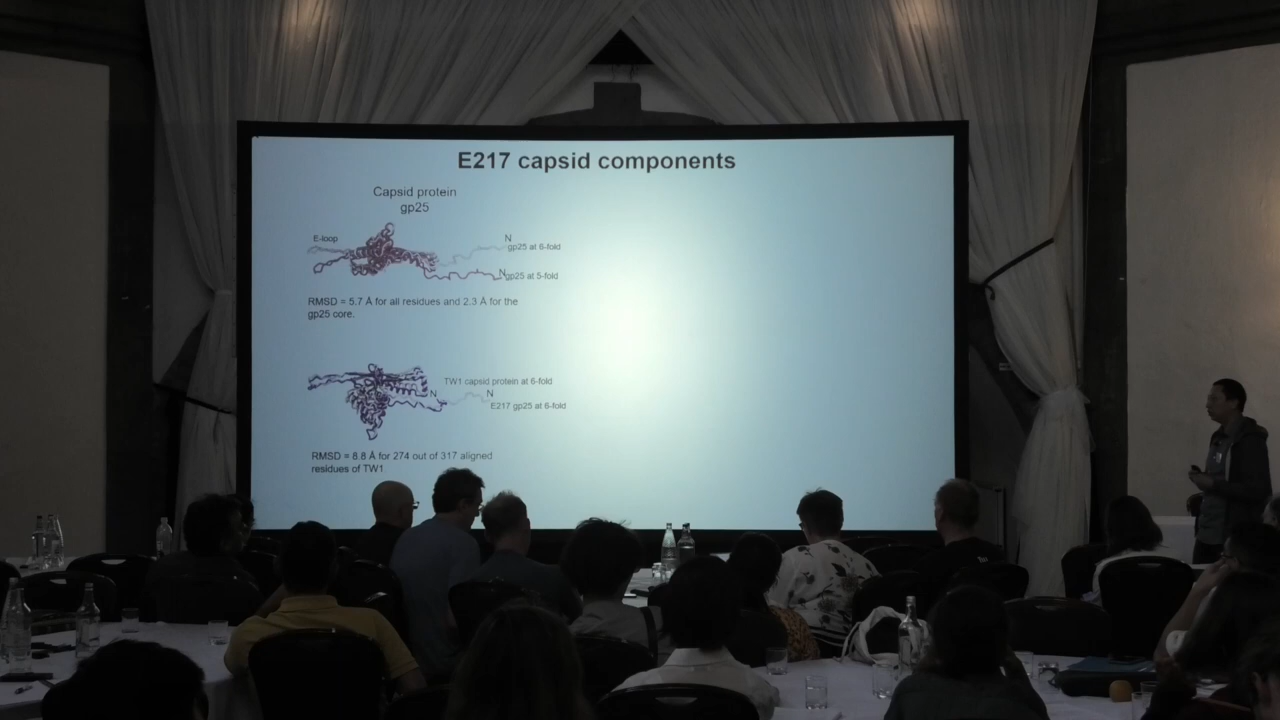 E217 capsid components
Capsid protein
gp25
E-loop
N
gp25 at 6-fold
N
gp25 at 5-fold
RMSD = 5.7 Å for all residues and 2.3 Å for the
gp25 core.
TW1 capsid protein at 6-fold
N
N
E217 gp25 at 6-fold
RMSD = 8.8 Å for 274 out of 317 aligned
residues of TW1